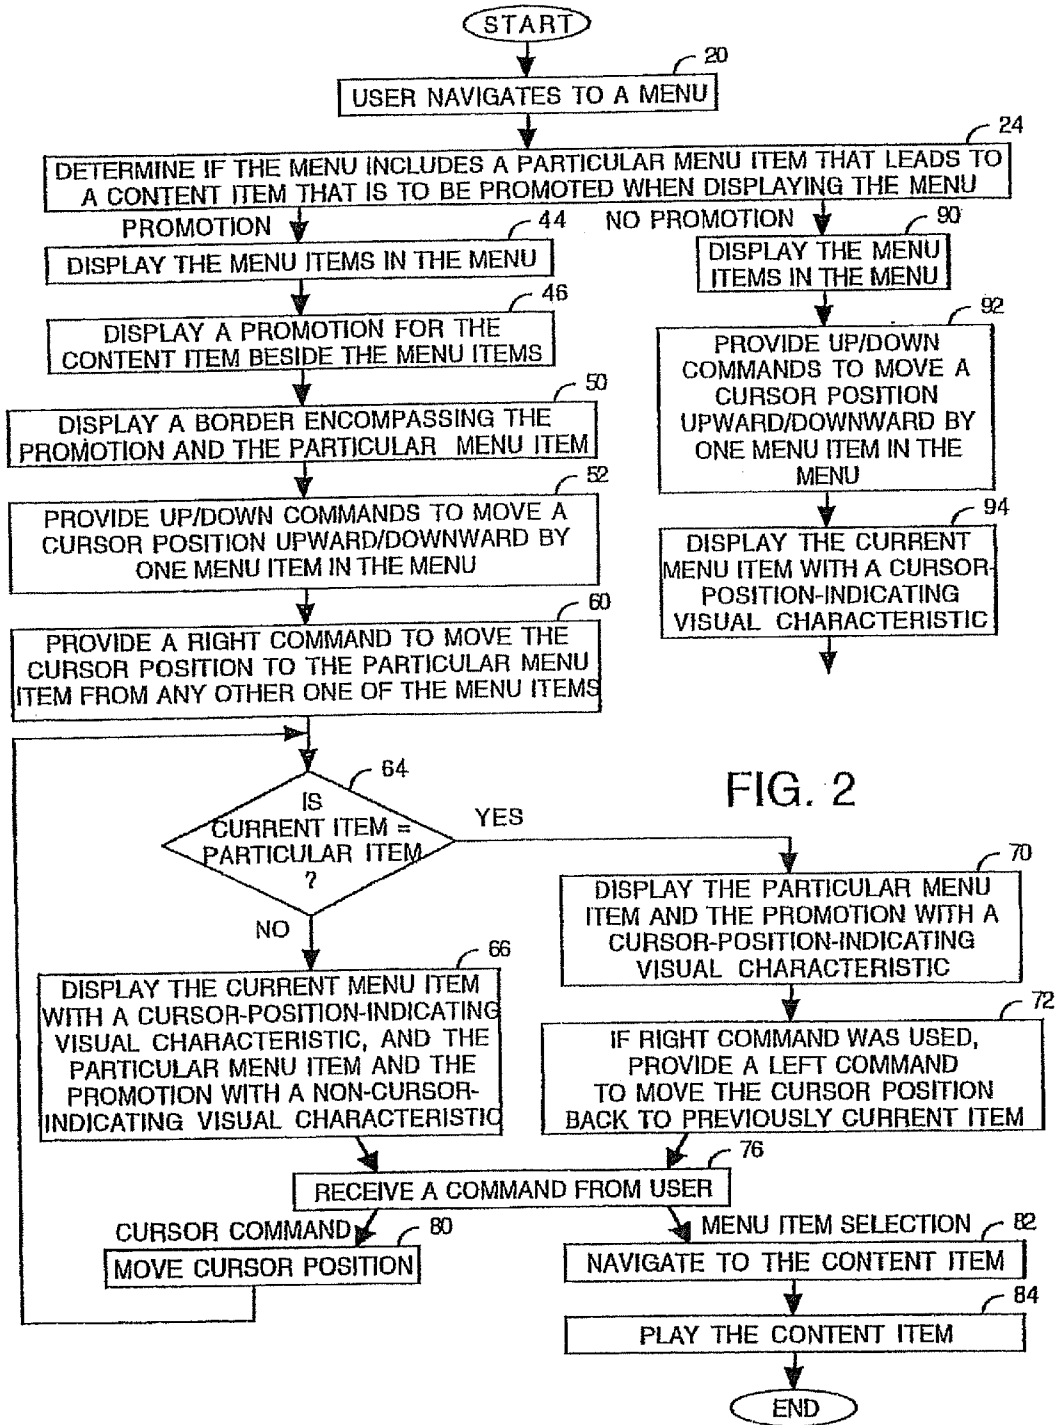 START
20
USER NAVIGATES TO A MENU
24
DETERMINE IF THE MENU INCLUDES A PARTICULAR MENU ITEM THAT LEADS TO
A CONTENT ITEM THAT IS TO BE PROMOTED WHEN DISPLAYING THE MENU
PROMOTION
44
DISPLAY THE MENU ITEMS IN THE MENU
46
DISPLAY A PROMOTION FOR THE
CONTENT ITEM BESIDE THE MENU ITEMS
50
DISPLAY A BORDER ENCOMPASSING THE
PROMOTION AND THE PARTICULAR MENU ITEM
52
PROVIDE UP/DOWN COMMANDS TO MOVE A
CURSOR POSITION UPWARD/DOWNWARD BY
ONE MENU ITEM IN THE MENU
60
PROVIDE A RIGHT COMMAND TO MOVE THE
CURSOR POSITION TO THE PARTICULAR MENU
ITEM FROM ANY OTHER ONE OF THE MENU ITEMS
NO PROMOTION
90
DISPLAY THE MENU
ITEMS IN THE MENU
92
PROVIDE UP/DOWN
COMMANDS TO MOVE A
CURSOR POSITION
UPWARD/DOWNWARD BY
ONE MENU ITEM IN THE
MENU
94
DISPLAY THE CURRENT
MENU ITEM WITH A CURSOR-
POSITION-INDICATING
VISUAL CHARACTERISTIC
FIG. 2
64
IS
CURRENT ITEM =
PARTICULAR ITEM
?
YES
NO
66
DISPLAY THE CURRENT MENU ITEM
WITH A CURSOR-POSITION-INDICATING
VISUAL CHARACTERISTIC, AND THE
PARTICULAR MENU ITEM AND THE
PROMOTION WITH A NON-CURSOR-
INDICATING VISUAL CHARACTERISTIC
70
DISPLAY THE PARTICULAR MENU
ITEM AND THE PROMOTION WITH A
CURSOR-POSITION-INDICATING
VISUAL CHARACTERISTIC
72
IF RIGHT COMMAND WAS USED,
PROVIDE A LEFT COMMAND
TO MOVE THE CURSOR POSITION
BACK TO PREVIOUSLY CURRENT ITEM
76
RECEIVE A COMMAND FROM USER
CURSOR COMMAND
80
MOVE CURSOR POSITION
MENU ITEM SELECTION
82
NAVIGATE TO THE CONTENT ITEM
84
PLAY THE CONTENT ITEM
END